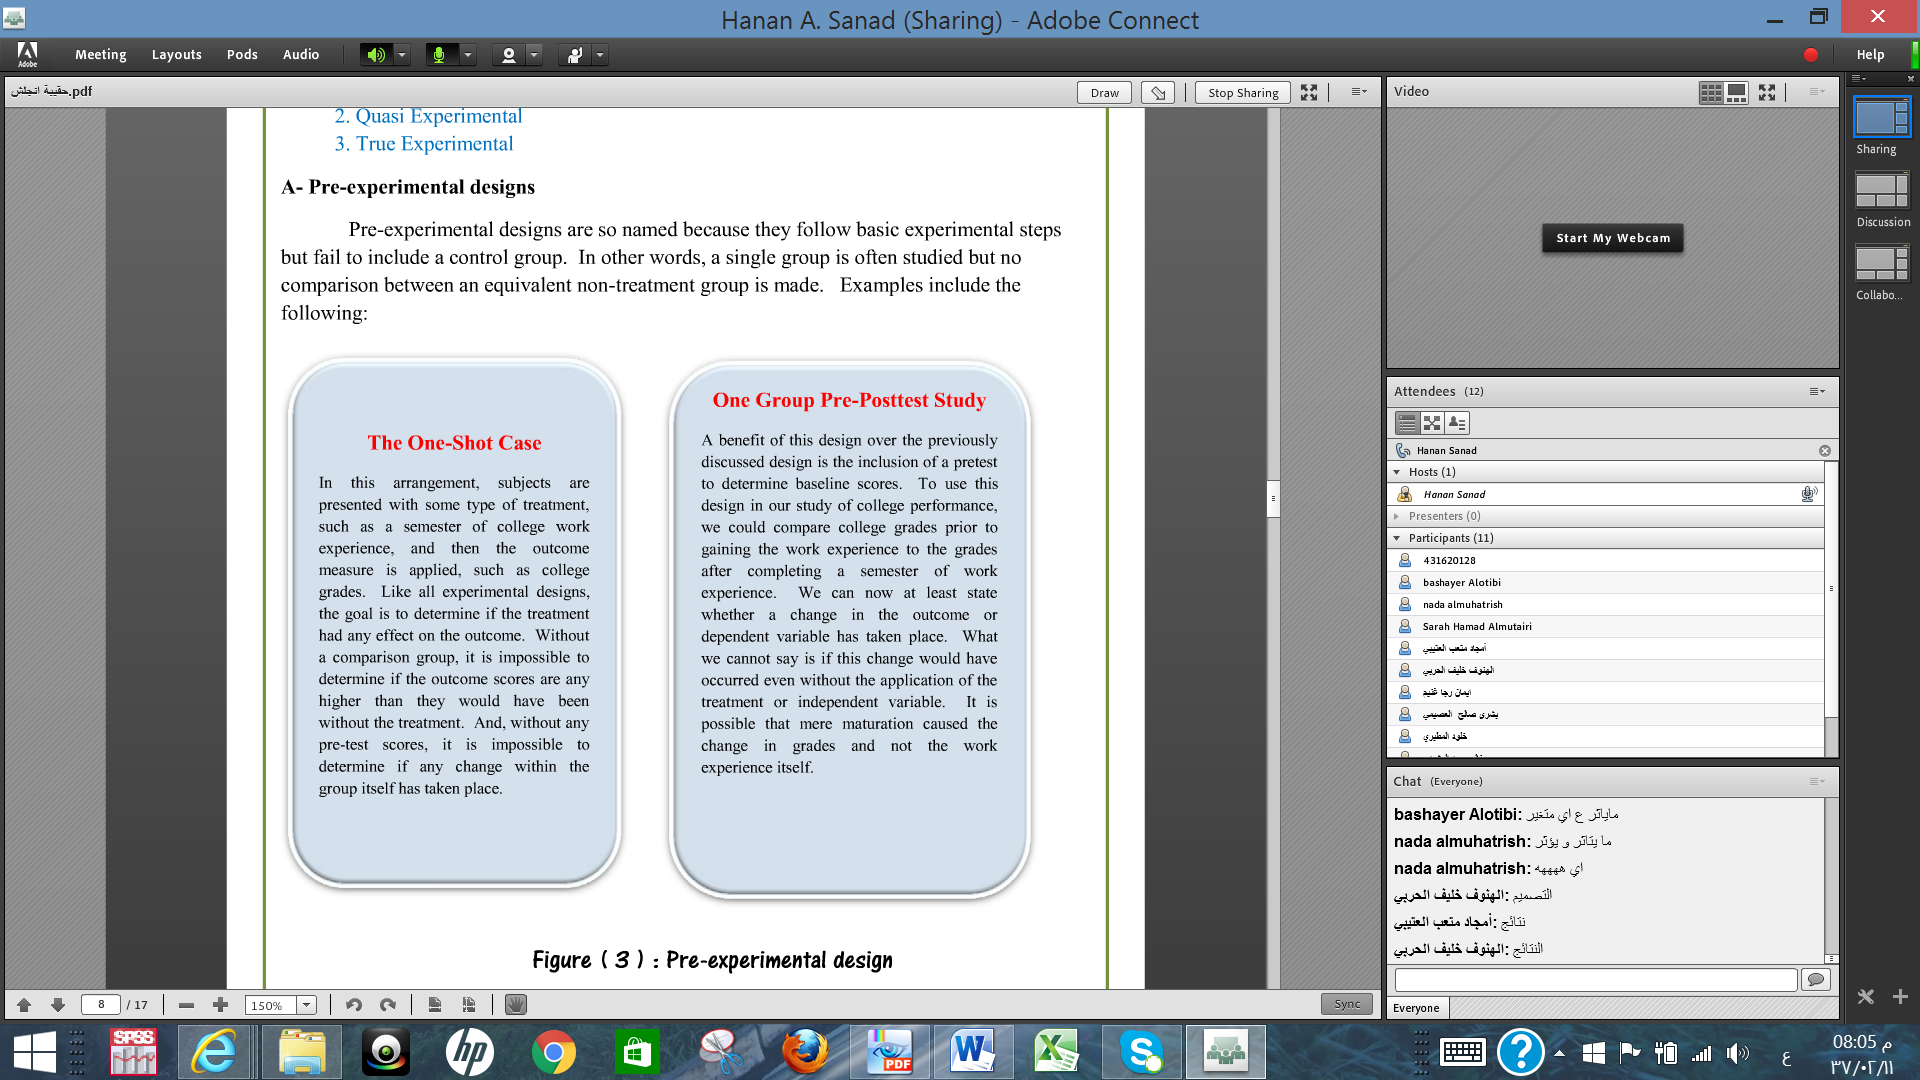 Hanan A. Sanad (Sharing) - Adobe Connect
Adobe
Meeting
Layouts
Pods
Audio
Help
حقيبة انجلش.pdf
Draw
Stop Sharing
2. Quasi Experimental
3. True Experimental
A- Pre-experimental designs
Pre-experimental designs are so named because they follow basic experimental steps
but fail to include a control group.  In other words, a single group is often studied but no
comparison between an equivalent non-treatment group is made.   Examples include the
following:
The One-Shot Case
In this arrangement, subjects are
presented with some type of treatment,
such as a semester of college work
experience, and then the outcome
measure is applied, such as college
grades.  Like all experimental designs,
the goal is to determine if the treatment
had any effect on the outcome.  Without
a comparison group, it is impossible to
determine if the outcome scores are any
higher than they would have been
without the treatment.  And, without any
pre-test scores, it is impossible to
determine if any change within the
group itself has taken place.
One Group Pre-Posttest Study
A benefit of this design over the previously
discussed design is the inclusion of a pretest
to determine baseline scores.  To use this
design in our study of college performance,
we could compare college grades prior to
gaining the work experience to the grades
after completing a semester of work
experience.  We can now at least state
whether a change in the outcome or
dependent variable has taken place.  What
we cannot say is if this change would have
occurred even without the application of the
treatment or independent variable.  It is
possible that mere maturation caused the
change in grades and not the work
experience itself.
Figure ( 3 ) : Pre-experimental design
8 / 17
150%
Sync
Video
Start My Webcam
Attendees (12)
Hanan Sanad
Hosts (1)
Hanan Sanad
Presenters (0)
Participants (11)
431620128
bashayer Alotibi
nada almuhatrish
Sarah Hamad Almutairi
أمجاد متعب العتيبي
الهنوف خليف الحربي
ايمان رجا غنيم
بشرى صالح العصيمي
خلود المطيري
Chat (Everyone)
bashayer Alotibi: ماياثر ع اي متغير
nada almuhatrish: ما يتاثر و يؤثر
nada almuhatrish: اي ههههه
الهنوف خليف الحربي: التصميم
أمجاد متعب العتيبي: نتائج
الهنوف خليف الحربي: النتائج
Everyone
Sharing
Discussion
Collabo...
SPSS
PDF
ع
08:05 م
٣٧/٠٢/١١